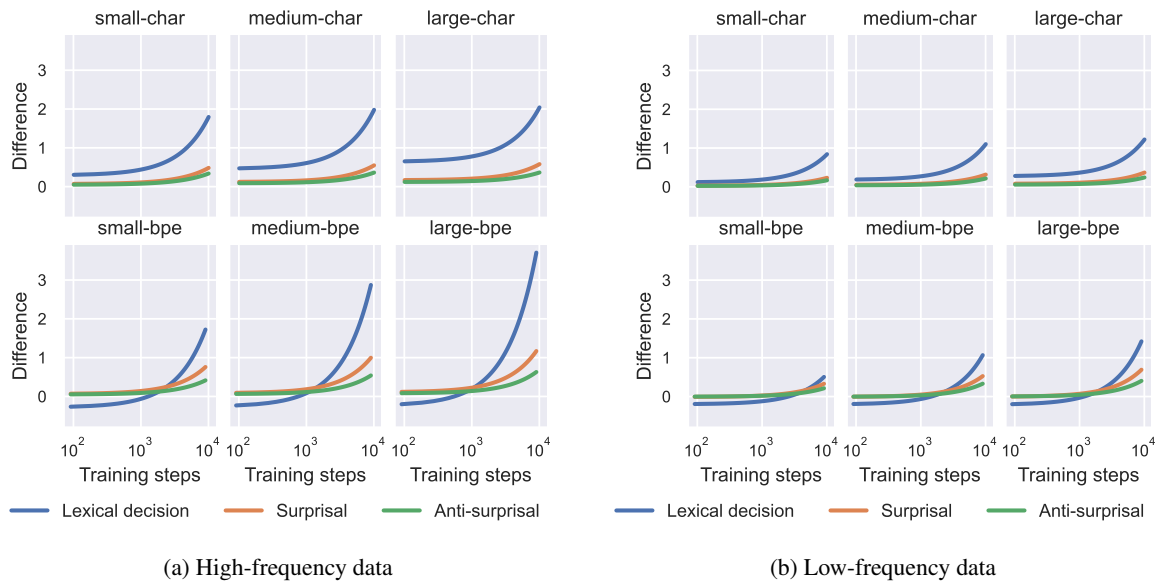 small-char medium-char large-char
Difference
3
2
1
0
small-bpe medium-bpe large-bpe
Difference
3
2
1
0
10^2 10^3 10^4 10^2 10^3 10^4 10^2 10^3 10^4
Training steps Training steps Training steps
Lexical decision Surprisal Anti-surprisal
(a) High-frequency data
small-char medium-char large-char
Difference
3
2
1
0
small-bpe medium-bpe large-bpe
Difference
3
2
1
0
10^2 10^3 10^4 10^2 10^3 10^4 10^2 10^3 10^4
Training steps Training steps Training steps
Lexical decision Surprisal Anti-surprisal
(b) Low-frequency data